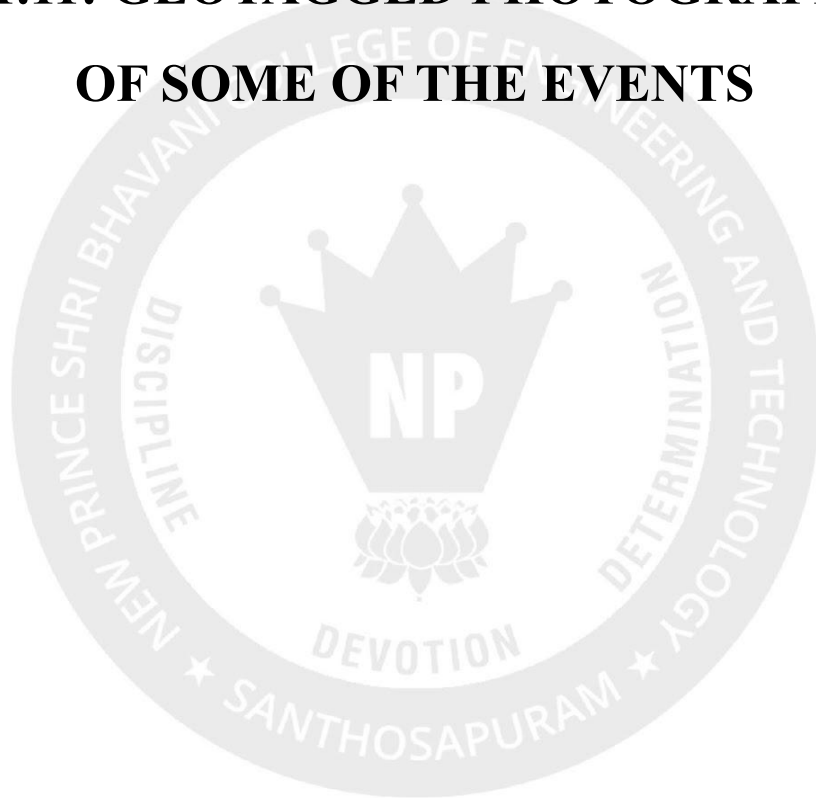 OF SOME OF THE EVENTS
NEW PRINCE SHRI BHAVANI COLLEGE OF ENGINEERING AND TECHNOLOGY
★ SANTHOSAPURAM ★
DISCIPLINE
DETERMINATION
NP
DEVOTION